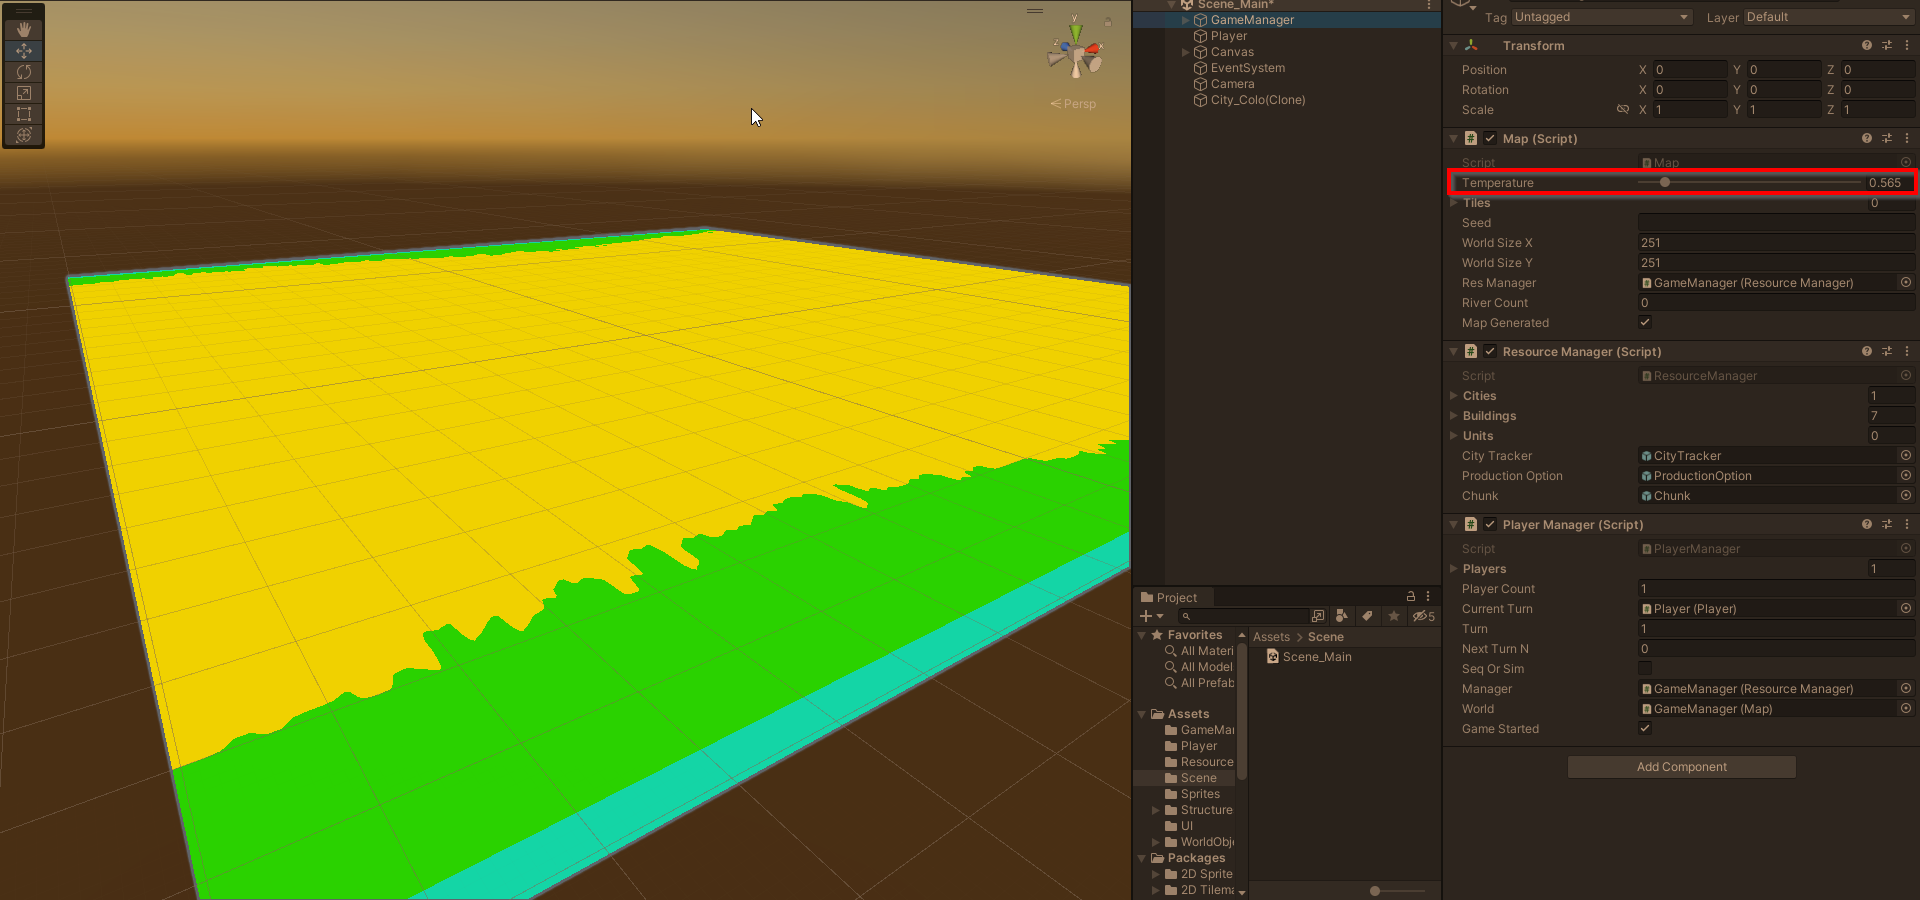 y
z
x
Persp
Scene_Main*
GameManager
Player
Canvas
EventSystem
Camera
City_Colo(Clone)
Project
5
Favorites
All Materi
All Model
All Prefab
Assets
GameMa
Player
Resource
Scene
Sprites
Structure
UI
WorldObj
Packages
2D Sprite
2D Tilema
Assets > Scene
Scene_Main
Tag Untagged Layer Default
Transform
Position X 0 Y 0 Z 0
Rotation X 0 Y 0 Z 0
Scale X 1 Y 1 Z 1
Map (Script)
Script Map
Temperature 0.565
Tiles 0
Seed
World Size X 251
World Size Y 251
Res Manager GameManager (Resource Manager)
River Count 0
Map Generated
Resource Manager (Script)
Script ResourceManager
Cities 1
Buildings 7
Units 0
City Tracker CityTracker
Production Option ProductionOption
Chunk Chunk
Player Manager (Script)
Script PlayerManager
Players 1
Player Count 1
Current Turn Player (Player)
Turn 1
Next Turn N 0
Seq Or Sim
Manager GameManager (Resource Manager)
World GameManager (Map)
Game Started
Add Component